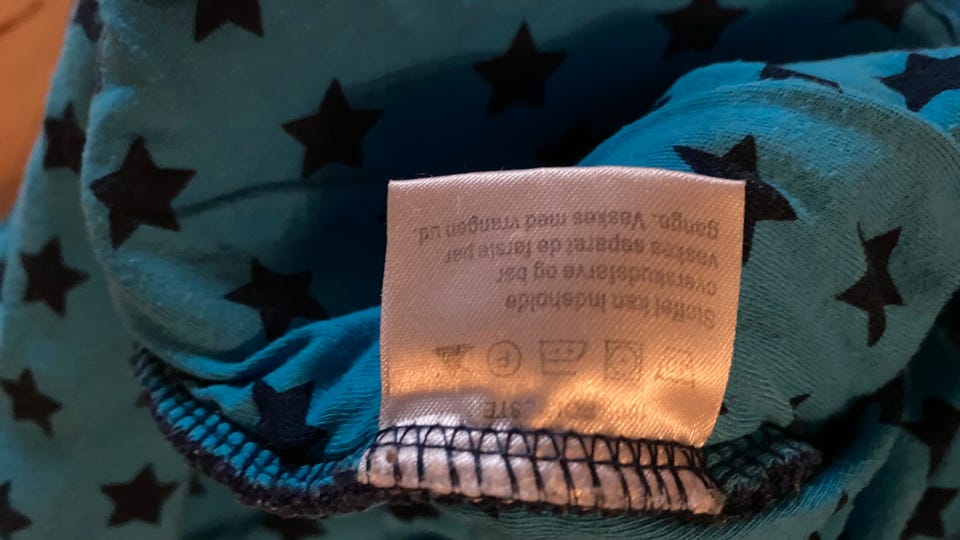 Stoffet kan indeholde
overskudsfarve og bør
vaskes separat de første par
gange. Vaskes med vrangen ud.